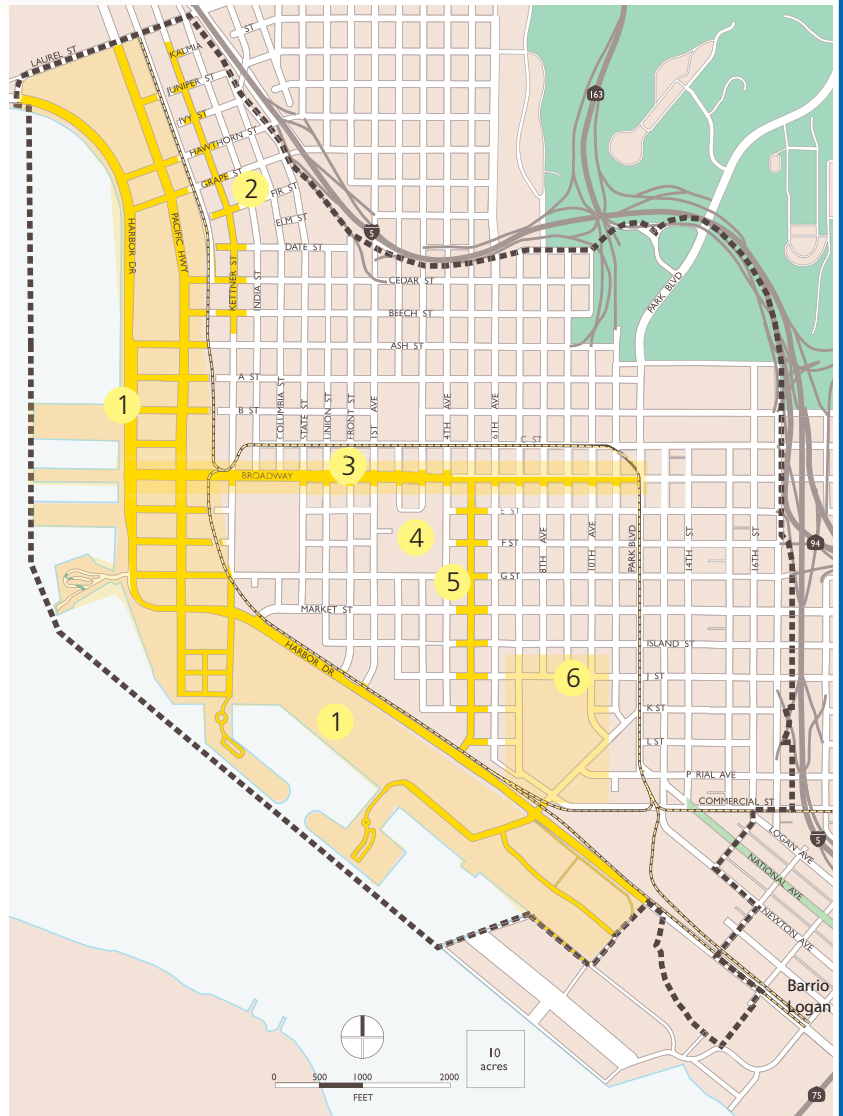 ST
LAUREL ST
KALMIA
JUNIPER ST
IVY ST
HAWTHORN ST
GRAPE ST
2
FIR ST
ELM ST
DATE ST
163
5
HARBOR DR
PACIFIC HWY
KETTNER ST
INDIA ST
CEDAR ST
BEECH ST
ASH ST
PARK BLVD
A ST
B ST
COLUMBIA ST
STATE ST
UNION ST
FRONT ST
1ST AVE
4TH AVE
6TH AVE
C ST
1
3
BROADWAY
E ST
F ST
G ST
4
5
8TH AVE
10TH AVE
PARK BLVD
14TH ST
16TH ST
94
MARKET ST
ISLAND ST
HARBOR DR
6
J ST
K ST
L ST
1
P RIAL AVE
COMMERCIAL ST
5
LOGAN AVE
NATIONAL AVE
NEWTON AVE
Barrio
Logan
10
acres
0 500 1000 2000
FEET
75